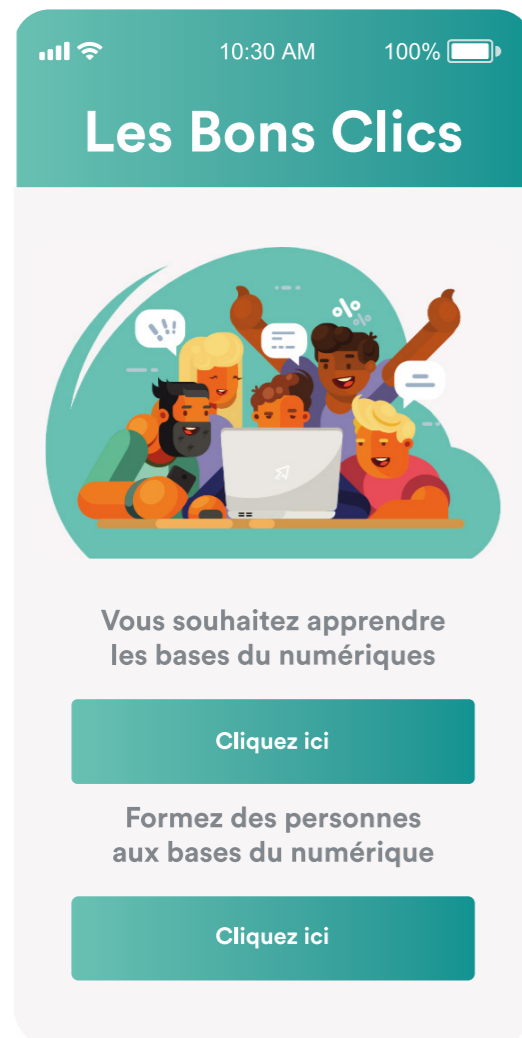 10:30 AM 100%
Les Bons Clics
Vous souhaitez apprendre
les bases du numériques
Cliquez ici
Formez des personnes
aux bases du numérique
Cliquez ici